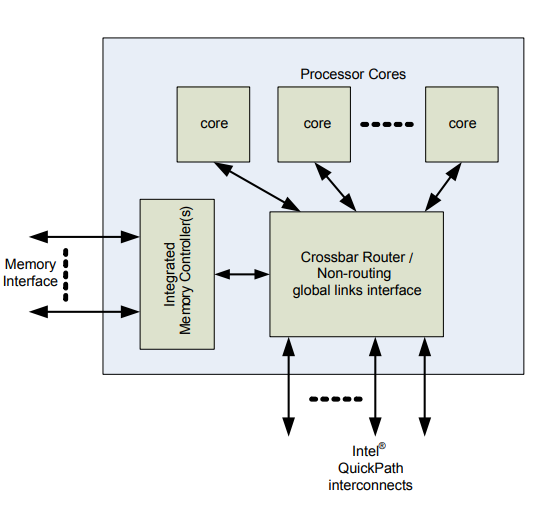 Processor Cores
core
core
core
Integrated
Memory Controller(s)
Crossbar Router /
Non-routing
global links interface
Memory
Interface
Intel®
QuickPath
interconnects